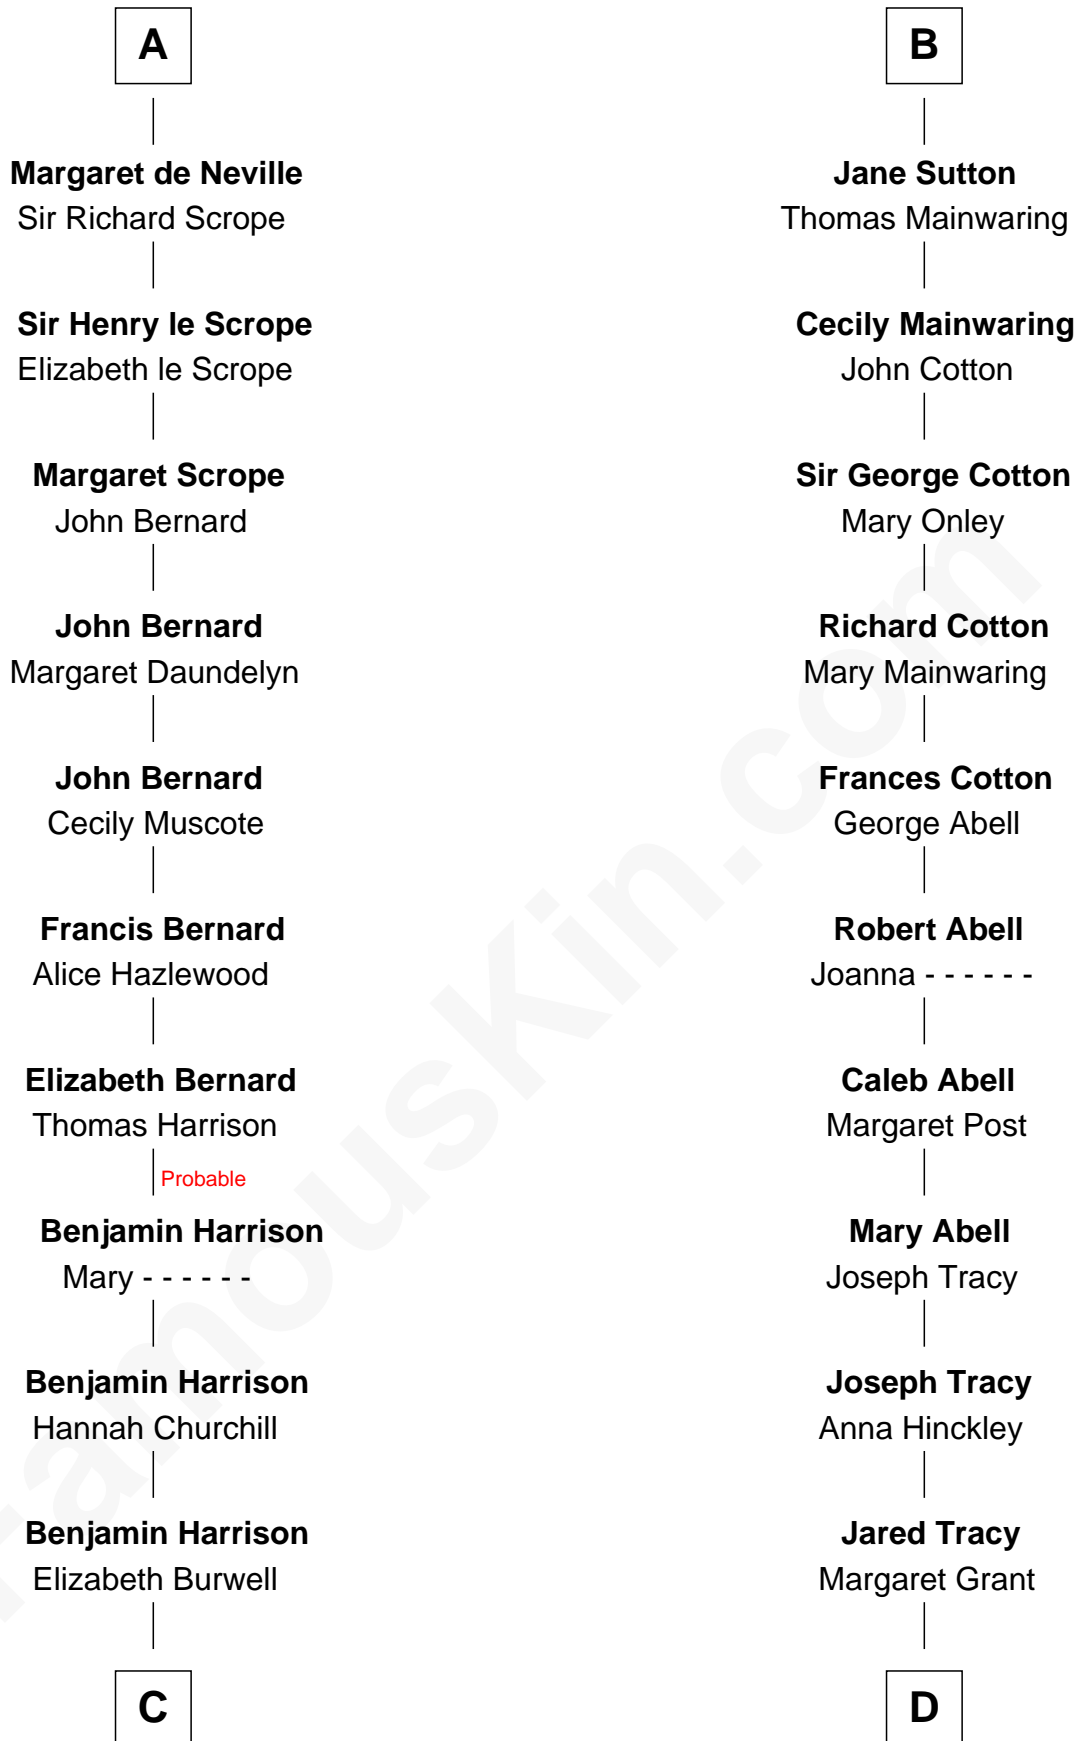 A
Margaret de Neville
Sir Richard Scrope
Sir Henry le Scrope
Elizabeth le Scrope
Margaret Scrope
John Bernard
John Bernard
Margaret Daundelyn
John Bernard
Cecily Muscote
Francis Bernard
Alice Hazlewood
Elizabeth Bernard
Thomas Harrison
Probable
Benjamin Harrison
Mary - - - - - -
Benjamin Harrison
Hannah Churchill
Benjamin Harrison
Elizabeth Burwell
C
B
Jane Sutton
Thomas Mainwaring
Cecily Mainwaring
John Cotton
Sir George Cotton
Mary Onley
Richard Cotton
Mary Mainwaring
Frances Cotton
George Abell
Robert Abell
Joanna - - - - - -
Caleb Abell
Margaret Post
Mary Abell
Joseph Tracy
Joseph Tracy
Anna Hinckley
Jared Tracy
Margaret Grant
D
FamousKin.com